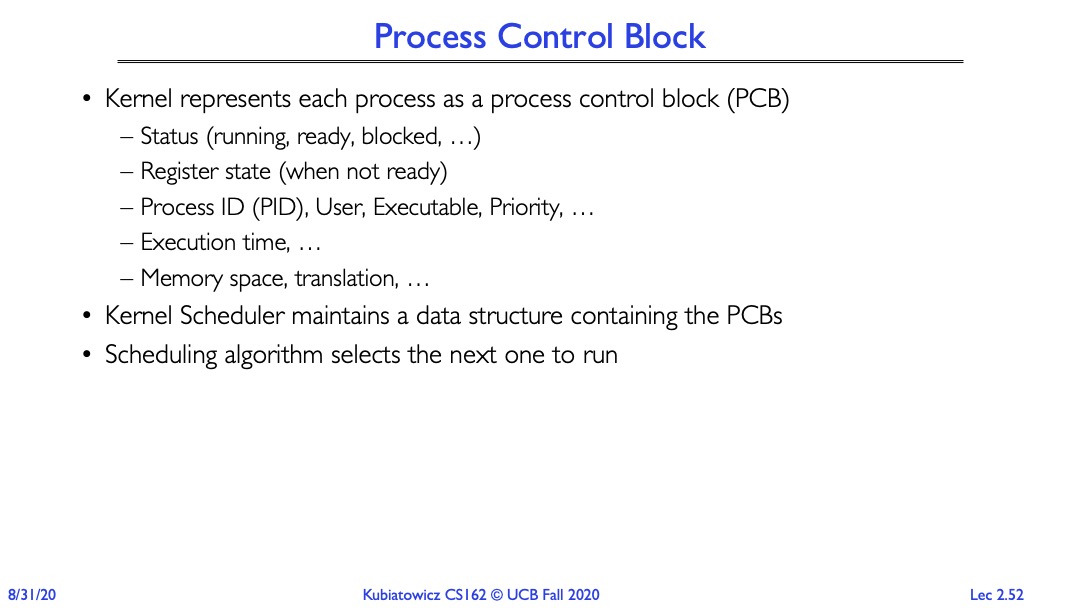 Process Control Block
• Kernel represents each process as a process control block (PCB)
– Status (running, ready, blocked, …)
– Register state (when not ready)
– Process ID (PID), User, Executable, Priority, …
– Execution time, …
– Memory space, translation, …
• Kernel Scheduler maintains a data structure containing the PCBs
• Scheduling algorithm selects the next one to run
8/31/20
Kubiatowicz CS162 © UCB Fall 2020
Lec 2.52